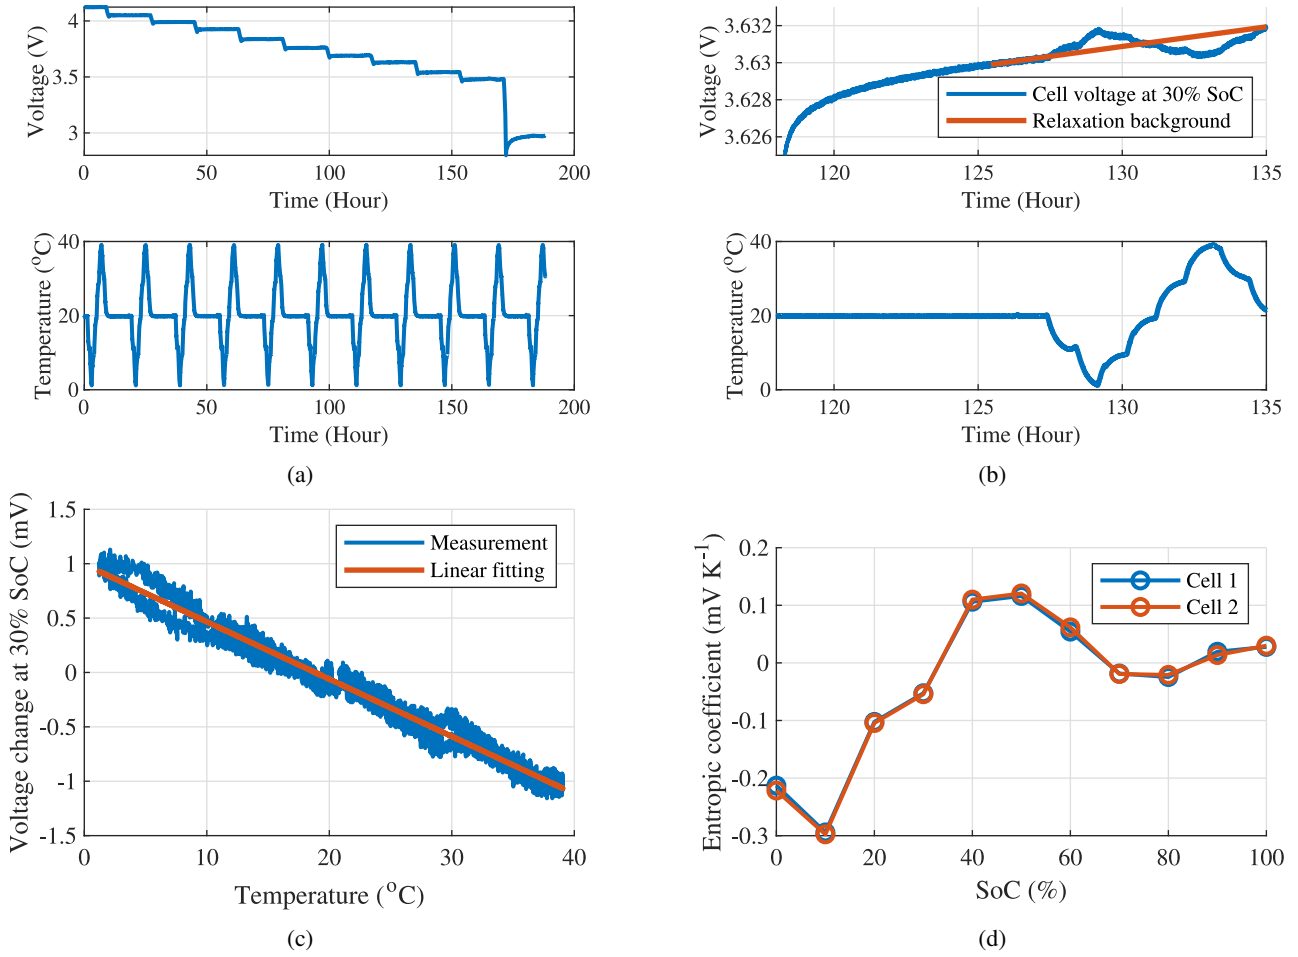 4
3.5
3
Voltage (V)
0
50
100
150
200
Time (Hour)
40
20
0
Temperature (°C)
0
50
100
150
200
Time (Hour)
(a)
3.632
3.63
3.628
3.626
Voltage (V)
Cell voltage at 30% SoC
Relaxation background
120
125
130
135
Time (Hour)
40
20
0
Temperature (°C)
120
125
130
135
Time (Hour)
(b)
1.5
1
0.5
0
-0.5
-1
-1.5
Voltage change at 30% SoC (mV)
Measurement
Linear fitting
0
10
20
30
40
Temperature (°C)
(c)
0.2
0.1
0
-0.1
-0.2
-0.3
Entropic coefficient (mV K⁻¹)
Cell 1
Cell 2
0
20
40
60
80
100
SoC (%)
(d)